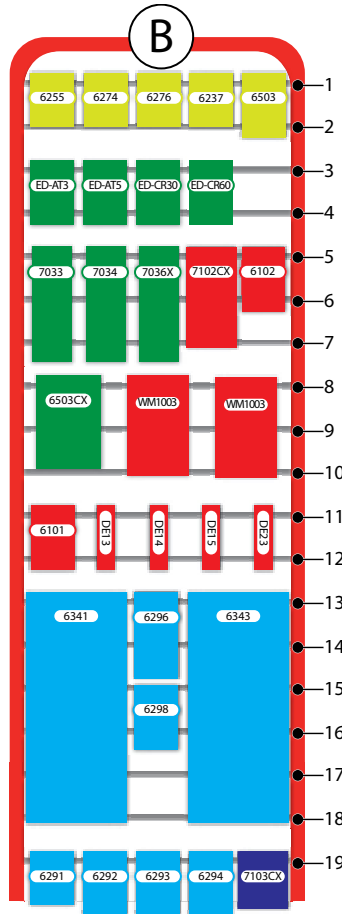 B
6255 6274 6276 6237 6503
1
2
ED-AT3 ED-AT5 ED-CR30 ED-CR60
3
4
7033 7034 7036X 7102CX 6102
5
6
7
6503CX WM1003 WM1003
8
9
10
6101 DE13 DE14 DE15 DE23
11
12
6341 6296 6343
13
14
6298
15
16
17
18
6291 6292 6293 6294 7103CX
19